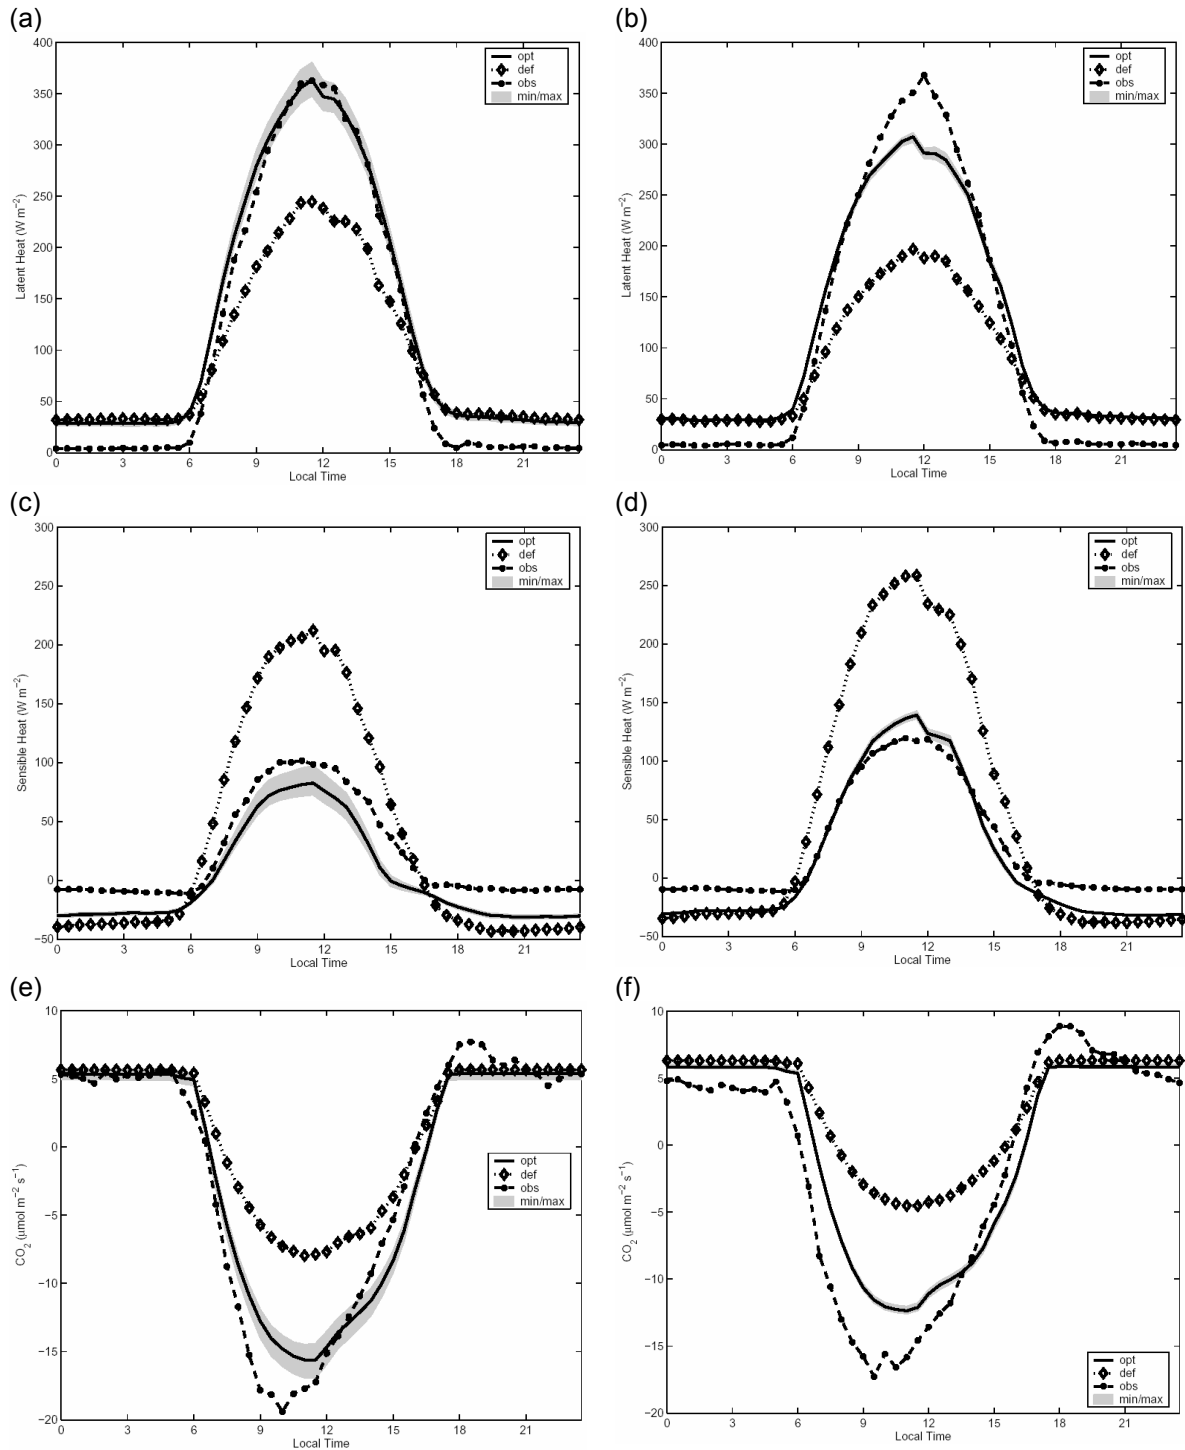 (a)
400
350
300
250
200
150
100
50
0
Latent Heat (W m−2)
0 3 6 9 12 15 18 21
Local Time
opt
def
obs
min/max
(b)
400
350
300
250
200
150
100
50
0
Latent Heat (W m−2)
0 3 6 9 12 15 18 21
Local Time
opt
def
obs
min/max
(c)
300
250
200
150
100
50
0
−50
Sensible Heat (W m−2)
0 3 6 9 12 15 18 21
Local Time
opt
def
obs
min/max
(d)
300
250
200
150
100
50
0
−50
Sensible Heat (W m−2)
0 3 6 9 12 15 18 21
Local Time
opt
def
obs
min/max
(e)
10
5
0
−5
−10
−15
−20
CO2 (μmol m−2 s−1)
0 3 6 9 12 15 18 21
Local Time
opt
def
obs
min/max
(f)
10
5
0
−5
−10
−15
−20
CO2 (μmol m−2 s−1)
0 3 6 9 12 15 18 21
Local Time
opt
def
obs
min/max